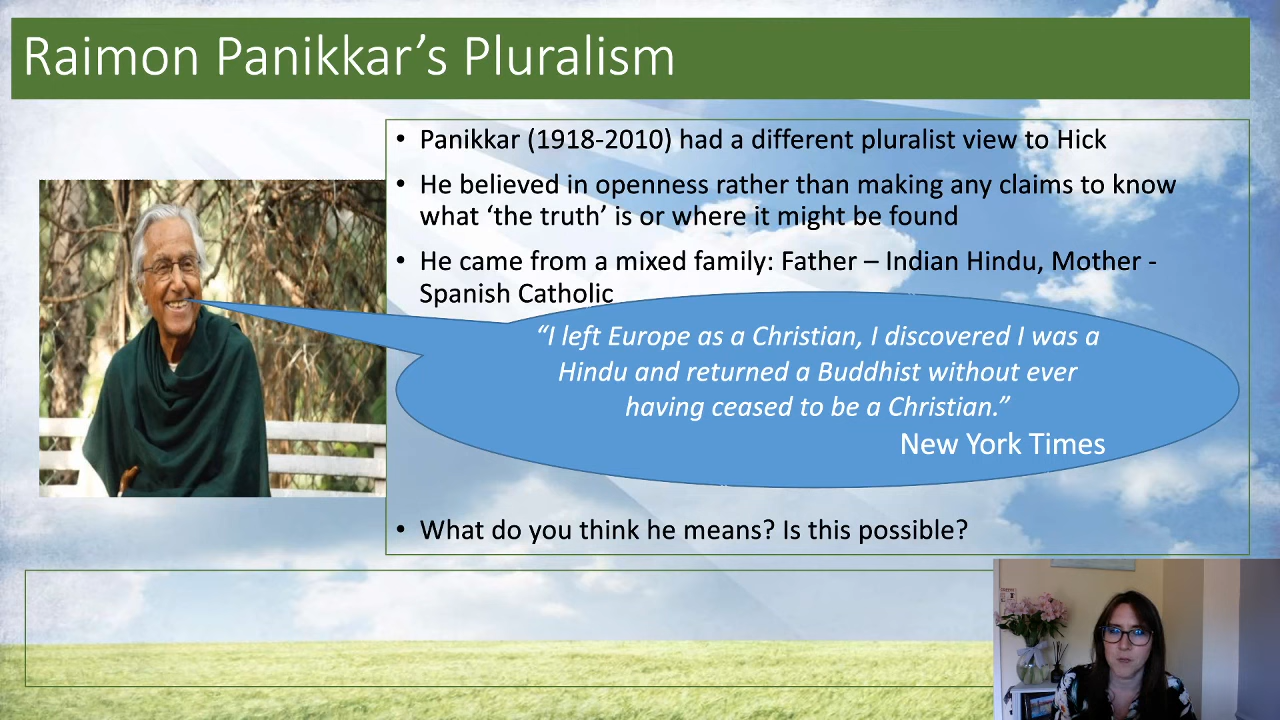 Raimon Panikkar’s Pluralism
• Panikkar (1918-2010) had a different pluralist view to Hick
• He believed in openness rather than making any claims to know
what ‘the truth’ is or where it might be found
• He came from a mixed family: Father – Indian Hindu, Mother -
Spanish Catholic
“I left Europe as a Christian, I discovered I was a
Hindu and returned a Buddhist without ever
having ceased to be a Christian.”
New York Times
• What do you think he means? Is this possible?